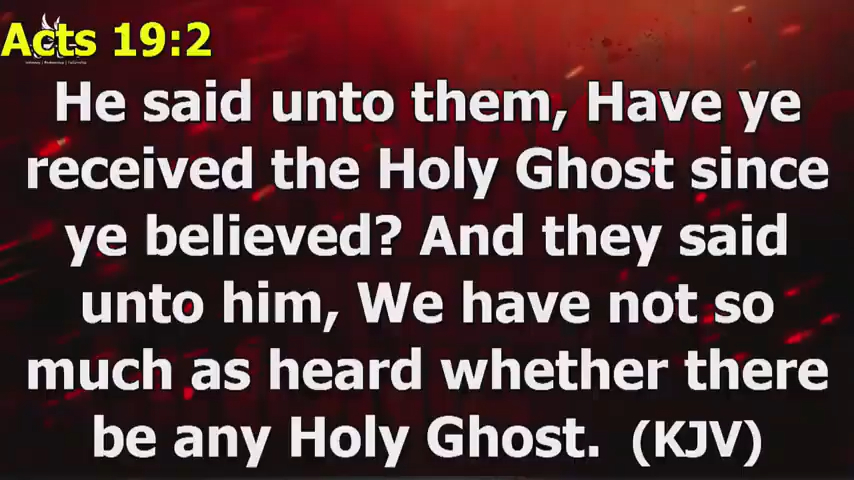 Acts 19:2
He said unto them, Have ye
received the Holy Ghost since
ye believed? And they said
unto him, We have not so
much as heard whether there
be any Holy Ghost. (KJV)